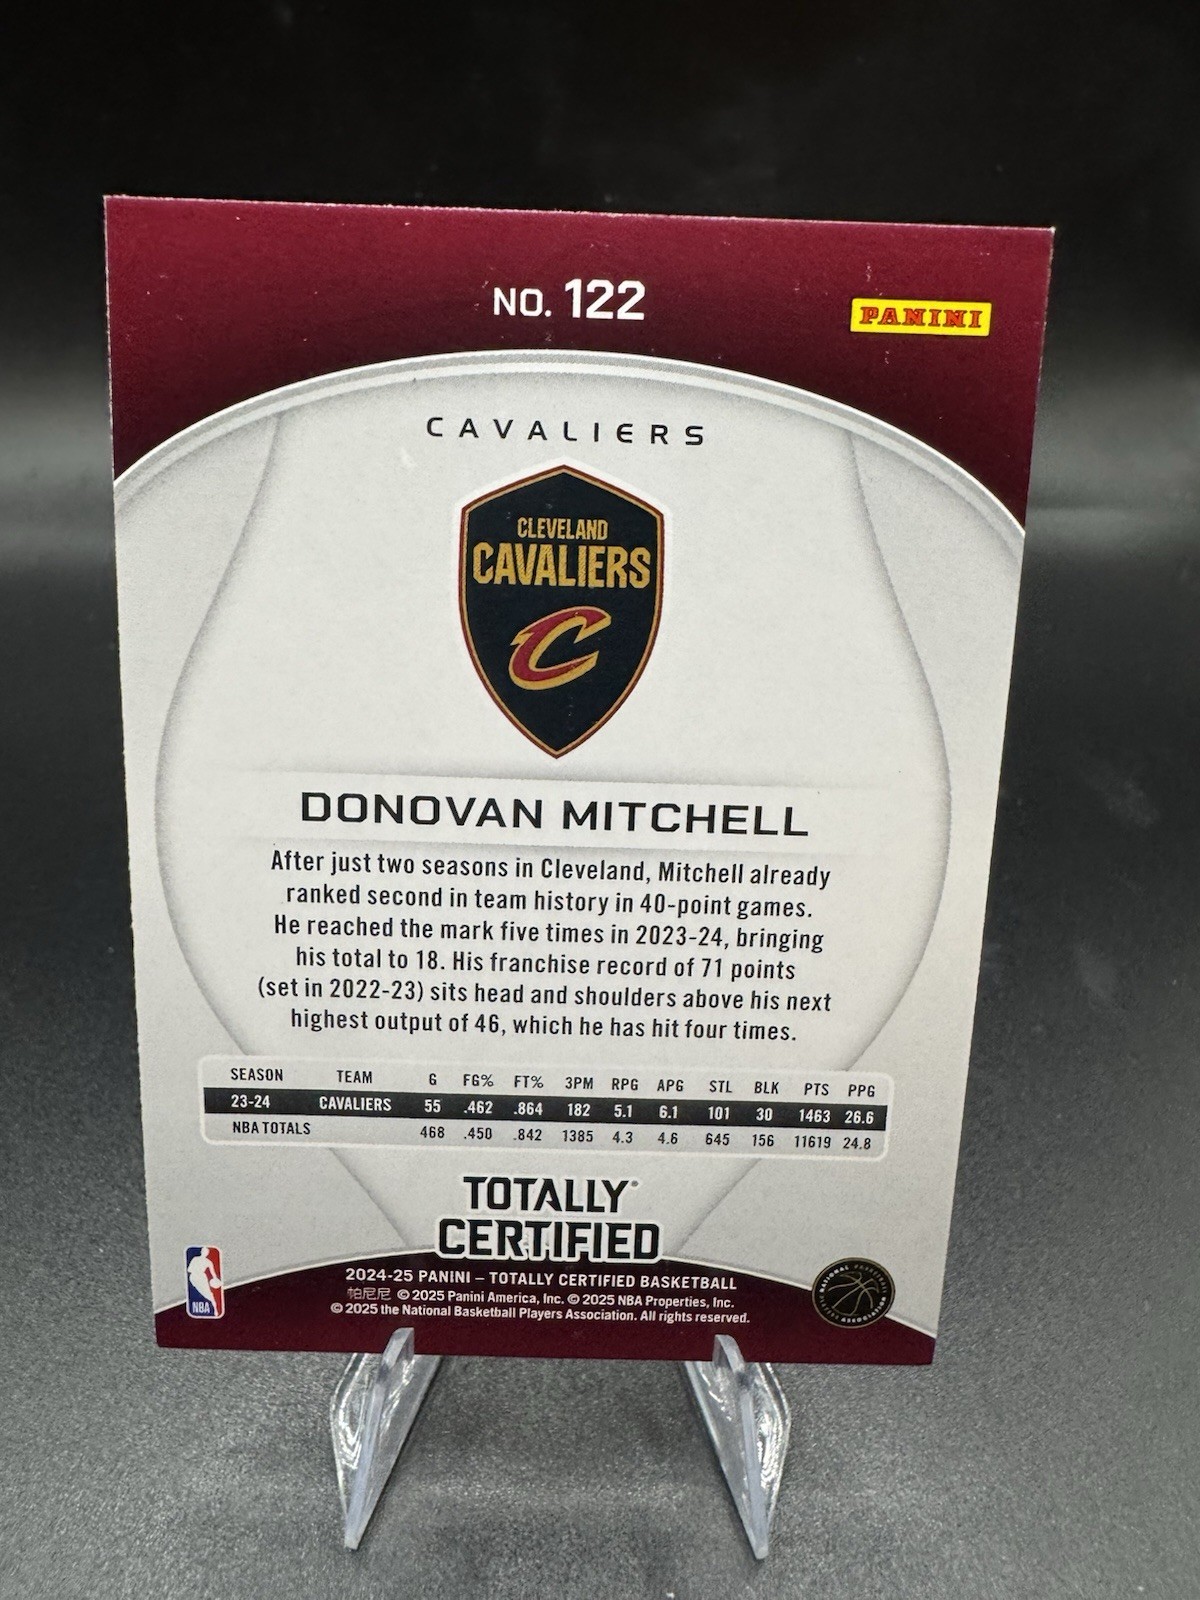 NO. 122
PANINI
CAVALIERS
CLEVELAND
CAVALIERS
C
DONOVAN MITCHELL
After just two seasons in Cleveland, Mitchell already
ranked second in team history in 40-point games.
He reached the mark five times in 2023-24, bringing
his total to 18. His franchise record of 71 points
(set in 2022-23) sits head and shoulders above his next
highest output of 46, which he has hit four times.
SEASON TEAM G FG% FT% 3PM RPG APG STL BLK PTS PPG
23-24 CAVALIERS 55 .462 .864 182 5.1 6.1 101 30 1463 26.6
NBA TOTALS 468 .450 .842 1385 4.3 4.6 645 156 11619 24.8
TOTALLY®
CERTIFIED
2024-25 PANINI – TOTALLY CERTIFIED BASKETBALL
帕尼尼 © 2025 Panini America, Inc. © 2025 NBA Properties, Inc.
© 2025 the National Basketball Players Association. All rights reserved.
NBA
NATIONAL BASKETBALL PLAYERS ASSOCIATION